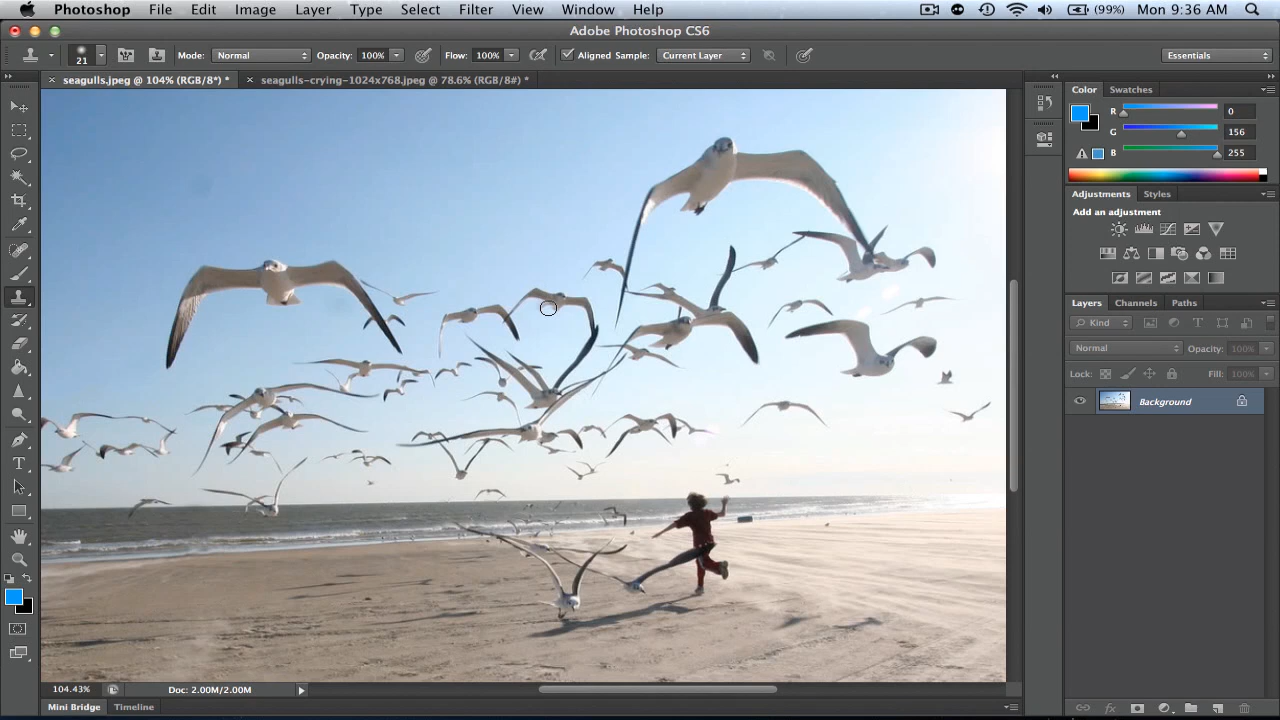 Photoshop File Edit Image Layer Type Select Filter View Window Help (99%) Mon 9:36 AM
Adobe Photoshop CS6
21 Mode: Normal Opacity: 100% Flow: 100% Aligned Sample: Current Layer Essentials
seagulls.jpeg @ 104% (RGB/8*) * seagulls-crying-1024x768.jpeg @ 78.6% (RGB/8#) *
Color Swatches
R 0
G 156
B 255
Adjustments Styles
Add an adjustment
Layers Channels Paths
Kind
Normal Opacity: 100%
Lock: Fill: 100%
Background
T
fx
104.43% Doc: 2.00M/2.00M
Mini Bridge Timeline